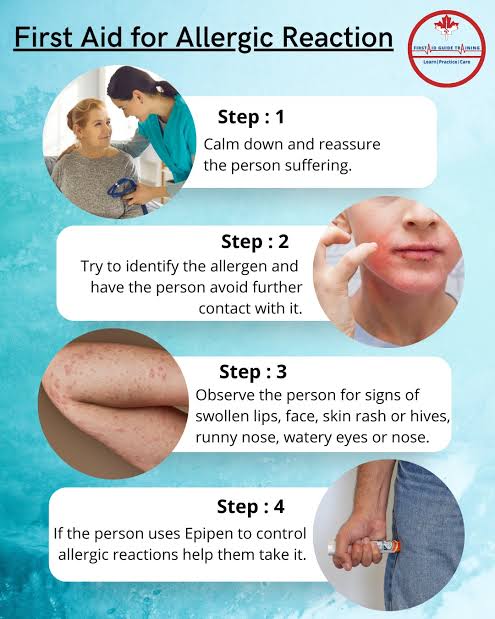 First Aid for Allergic Reaction
FIRST AID GUIDE TRAINING
Learn|Practice|Care
Step : 1
Calm down and reassure
the person suffering.
Step : 2
Try to identify the allergen and
have the person avoid further
contact with it.
Step : 3
Observe the person for signs of
swollen lips, face, skin rash or hives,
runny nose, watery eyes or nose.
Step : 4
If the person uses Epipen to control
allergic reactions help them take it.